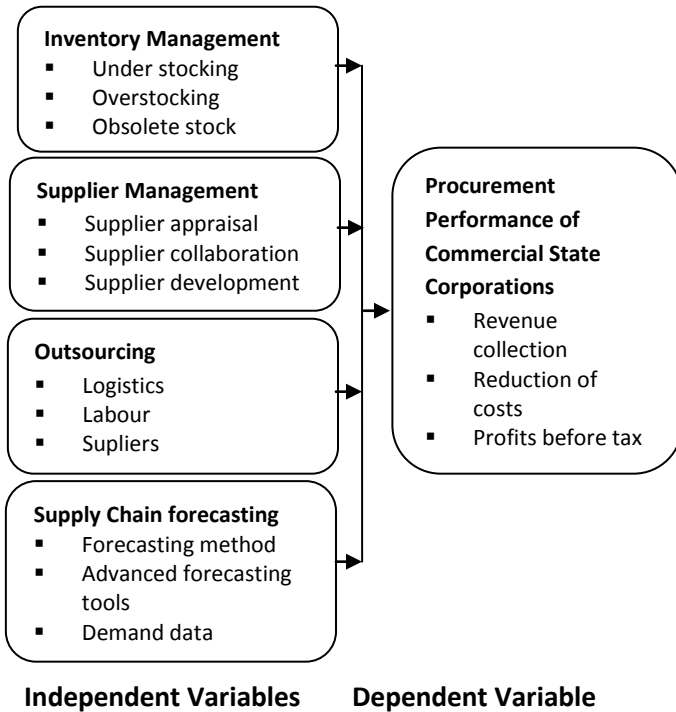 Inventory Management
▪ Under stocking
▪ Overstocking
▪ Obsolete stock
Supplier Management
▪ Supplier appraisal
▪ Supplier collaboration
▪ Supplier development
Outsourcing
▪ Logistics
▪ Labour
▪ Supliers
Supply Chain forecasting
▪ Forecasting method
▪ Advanced forecasting
tools
▪ Demand data
Procurement
Performance of
Commercial State
Corporations
▪ Revenue
collection
▪ Reduction of
costs
▪ Profits before tax
Independent Variables
Dependent Variable